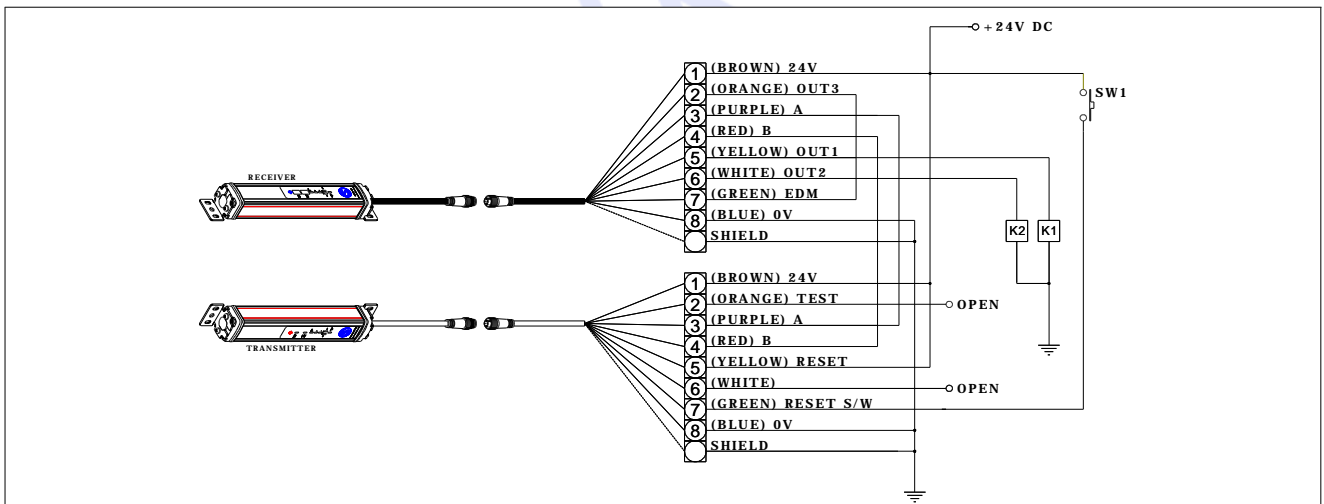 +24V DC
1 (BROWN) 24V
2 (ORANGE) OUT3
3 (PURPLE) A
4 (RED) B
5 (YELLOW) OUT1
6 (WHITE) OUT2
7 (GREEN) EDM
8 (BLUE) 0V
SHIELD
SW1
RECEIVER
K2 K1
1 (BROWN) 24V
2 (ORANGE) TEST OPEN
3 (PURPLE) A
4 (RED) B
5 (YELLOW) RESET
6 (WHITE) OPEN
7 (GREEN) RESET S/W
8 (BLUE) 0V
SHIELD
TRANSMITTER